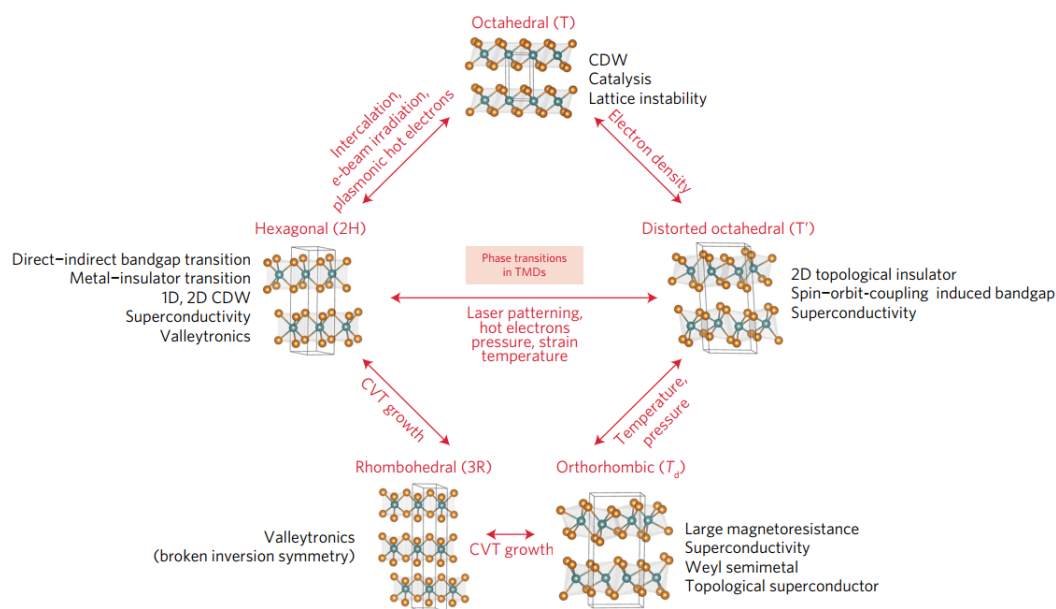 Octahedral (T)
CDW
Catalysis
Lattice instability
Intercalation,
e-beam irradiation,
plasmonic hot electrons
Electron density
Hexagonal (2H)
Direct–indirect bandgap transition
Metal–insulator transition
1D, 2D CDW
Superconductivity
Valleytronics
Phase transitions
in TMDs
Laser patterning,
hot electrons
pressure, strain
temperature
Distorted octahedral (T')
2D topological insulator
Spin–orbit-coupling induced bandgap
Superconductivity
CVT growth
Temperature,
pressure
Rhombohedral (3R)
Valleytronics
(broken inversion symmetry)
CVT growth
Orthorhombic (Td)
Large magnetoresistance
Superconductivity
Weyl semimetal
Topological superconductor